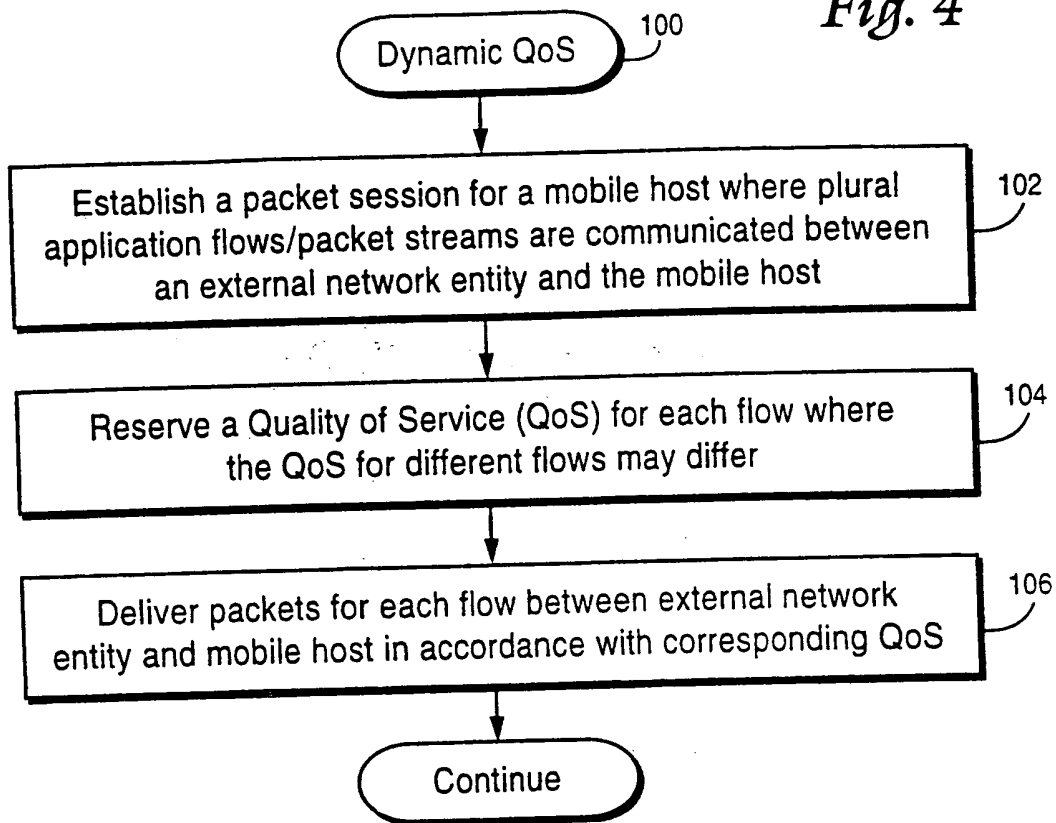 Fig. 4
Dynamic QoS
100
Establish a packet session for a mobile host where plural
application flows/packet streams are communicated between
an external network entity and the mobile host
102
Reserve a Quality of Service (QoS) for each flow where
the QoS for different flows may differ
104
Deliver packets for each flow between external network
entity and mobile host in accordance with corresponding QoS
106
Continue